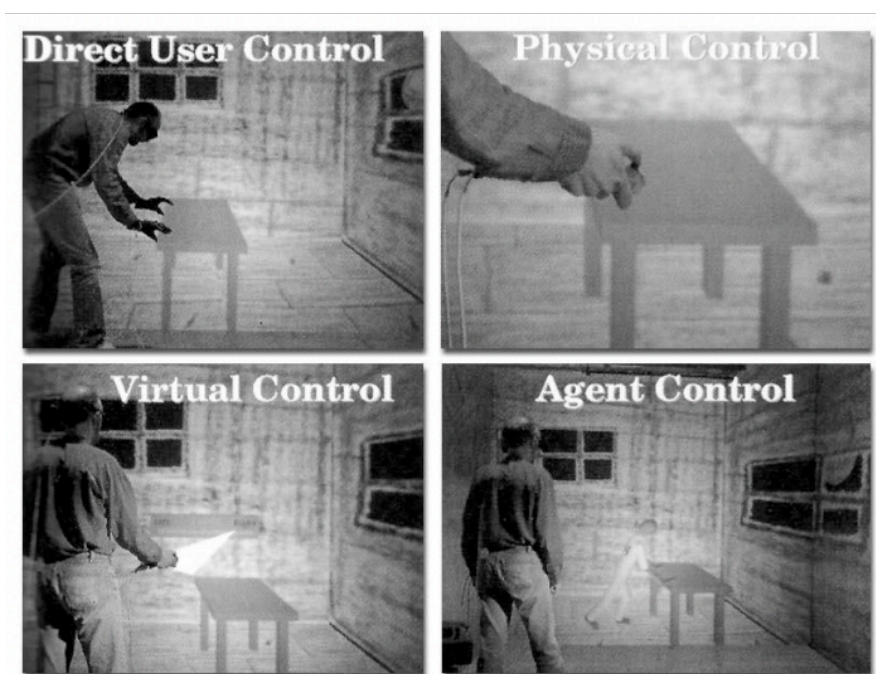 Direct User Control
Physical Control
Virtual Control
Agent Control